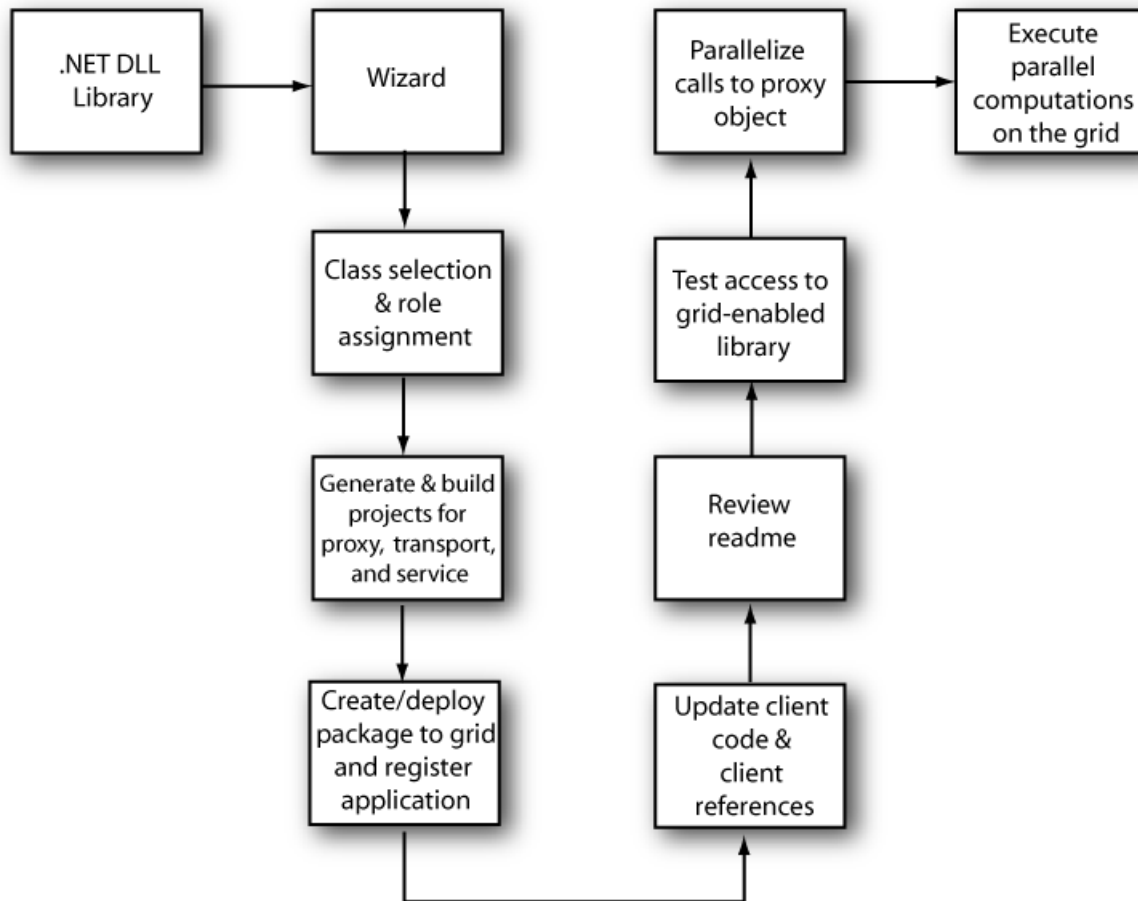 .NET DLL
Library
Wizard
Class selection
& role
assignment
Generate & build
projects for
proxy, transport,
and service
Create/deploy
package to grid
and register
application
Update client
code &
client
references
Review
readme
Test access to
grid-enabled
library
Parallelize
calls to proxy
object
Execute
parallel
computations
on the grid